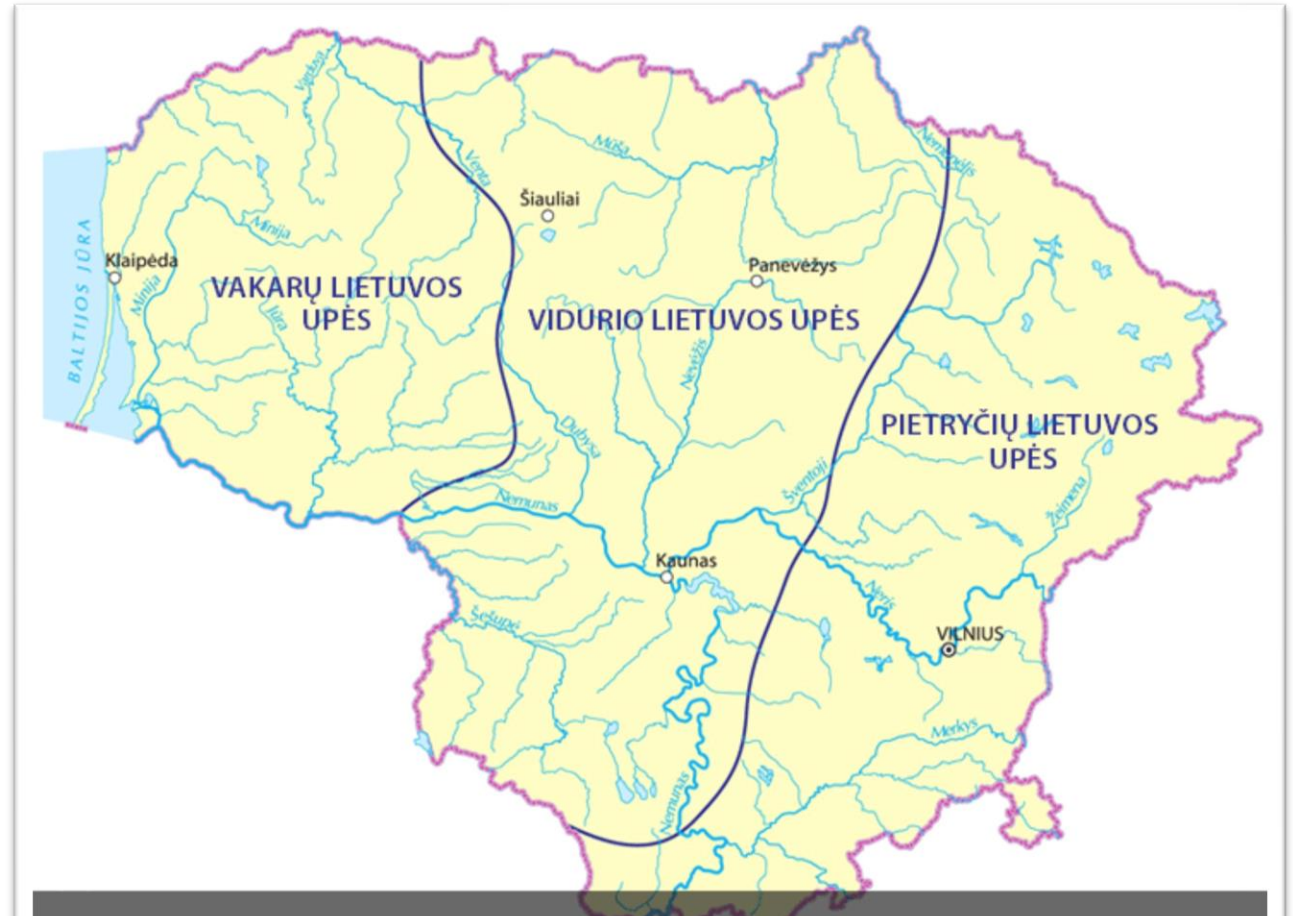 Varduva
Venta
Mūša
Nemunėlis
Šiauliai
Minija
BALTIJOS JŪRA
Klaipėda
Minija
Panevėžys
VAKARŲ LIETUVOS
UPĖS
Jūra
VIDURIO LIETUVOS UPĖS
Nevėžis
PIETRYČIŲ LIETUVOS
UPĖS
Dubysa
Šventoji
Žeimena
Nemunas
Kaunas
Neris
Šešupė
VILNIUS
Merkys
Nemunas